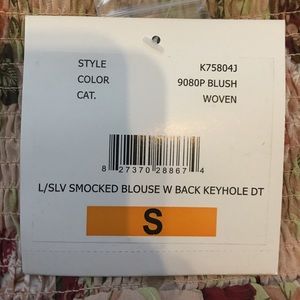 STYLE K75804J
COLOR 9080P BLUSH
CAT. WOVEN
8 27370 28867 4
L/SLV SMOCKED BLOUSE W BACK KEYHOLE DT
S